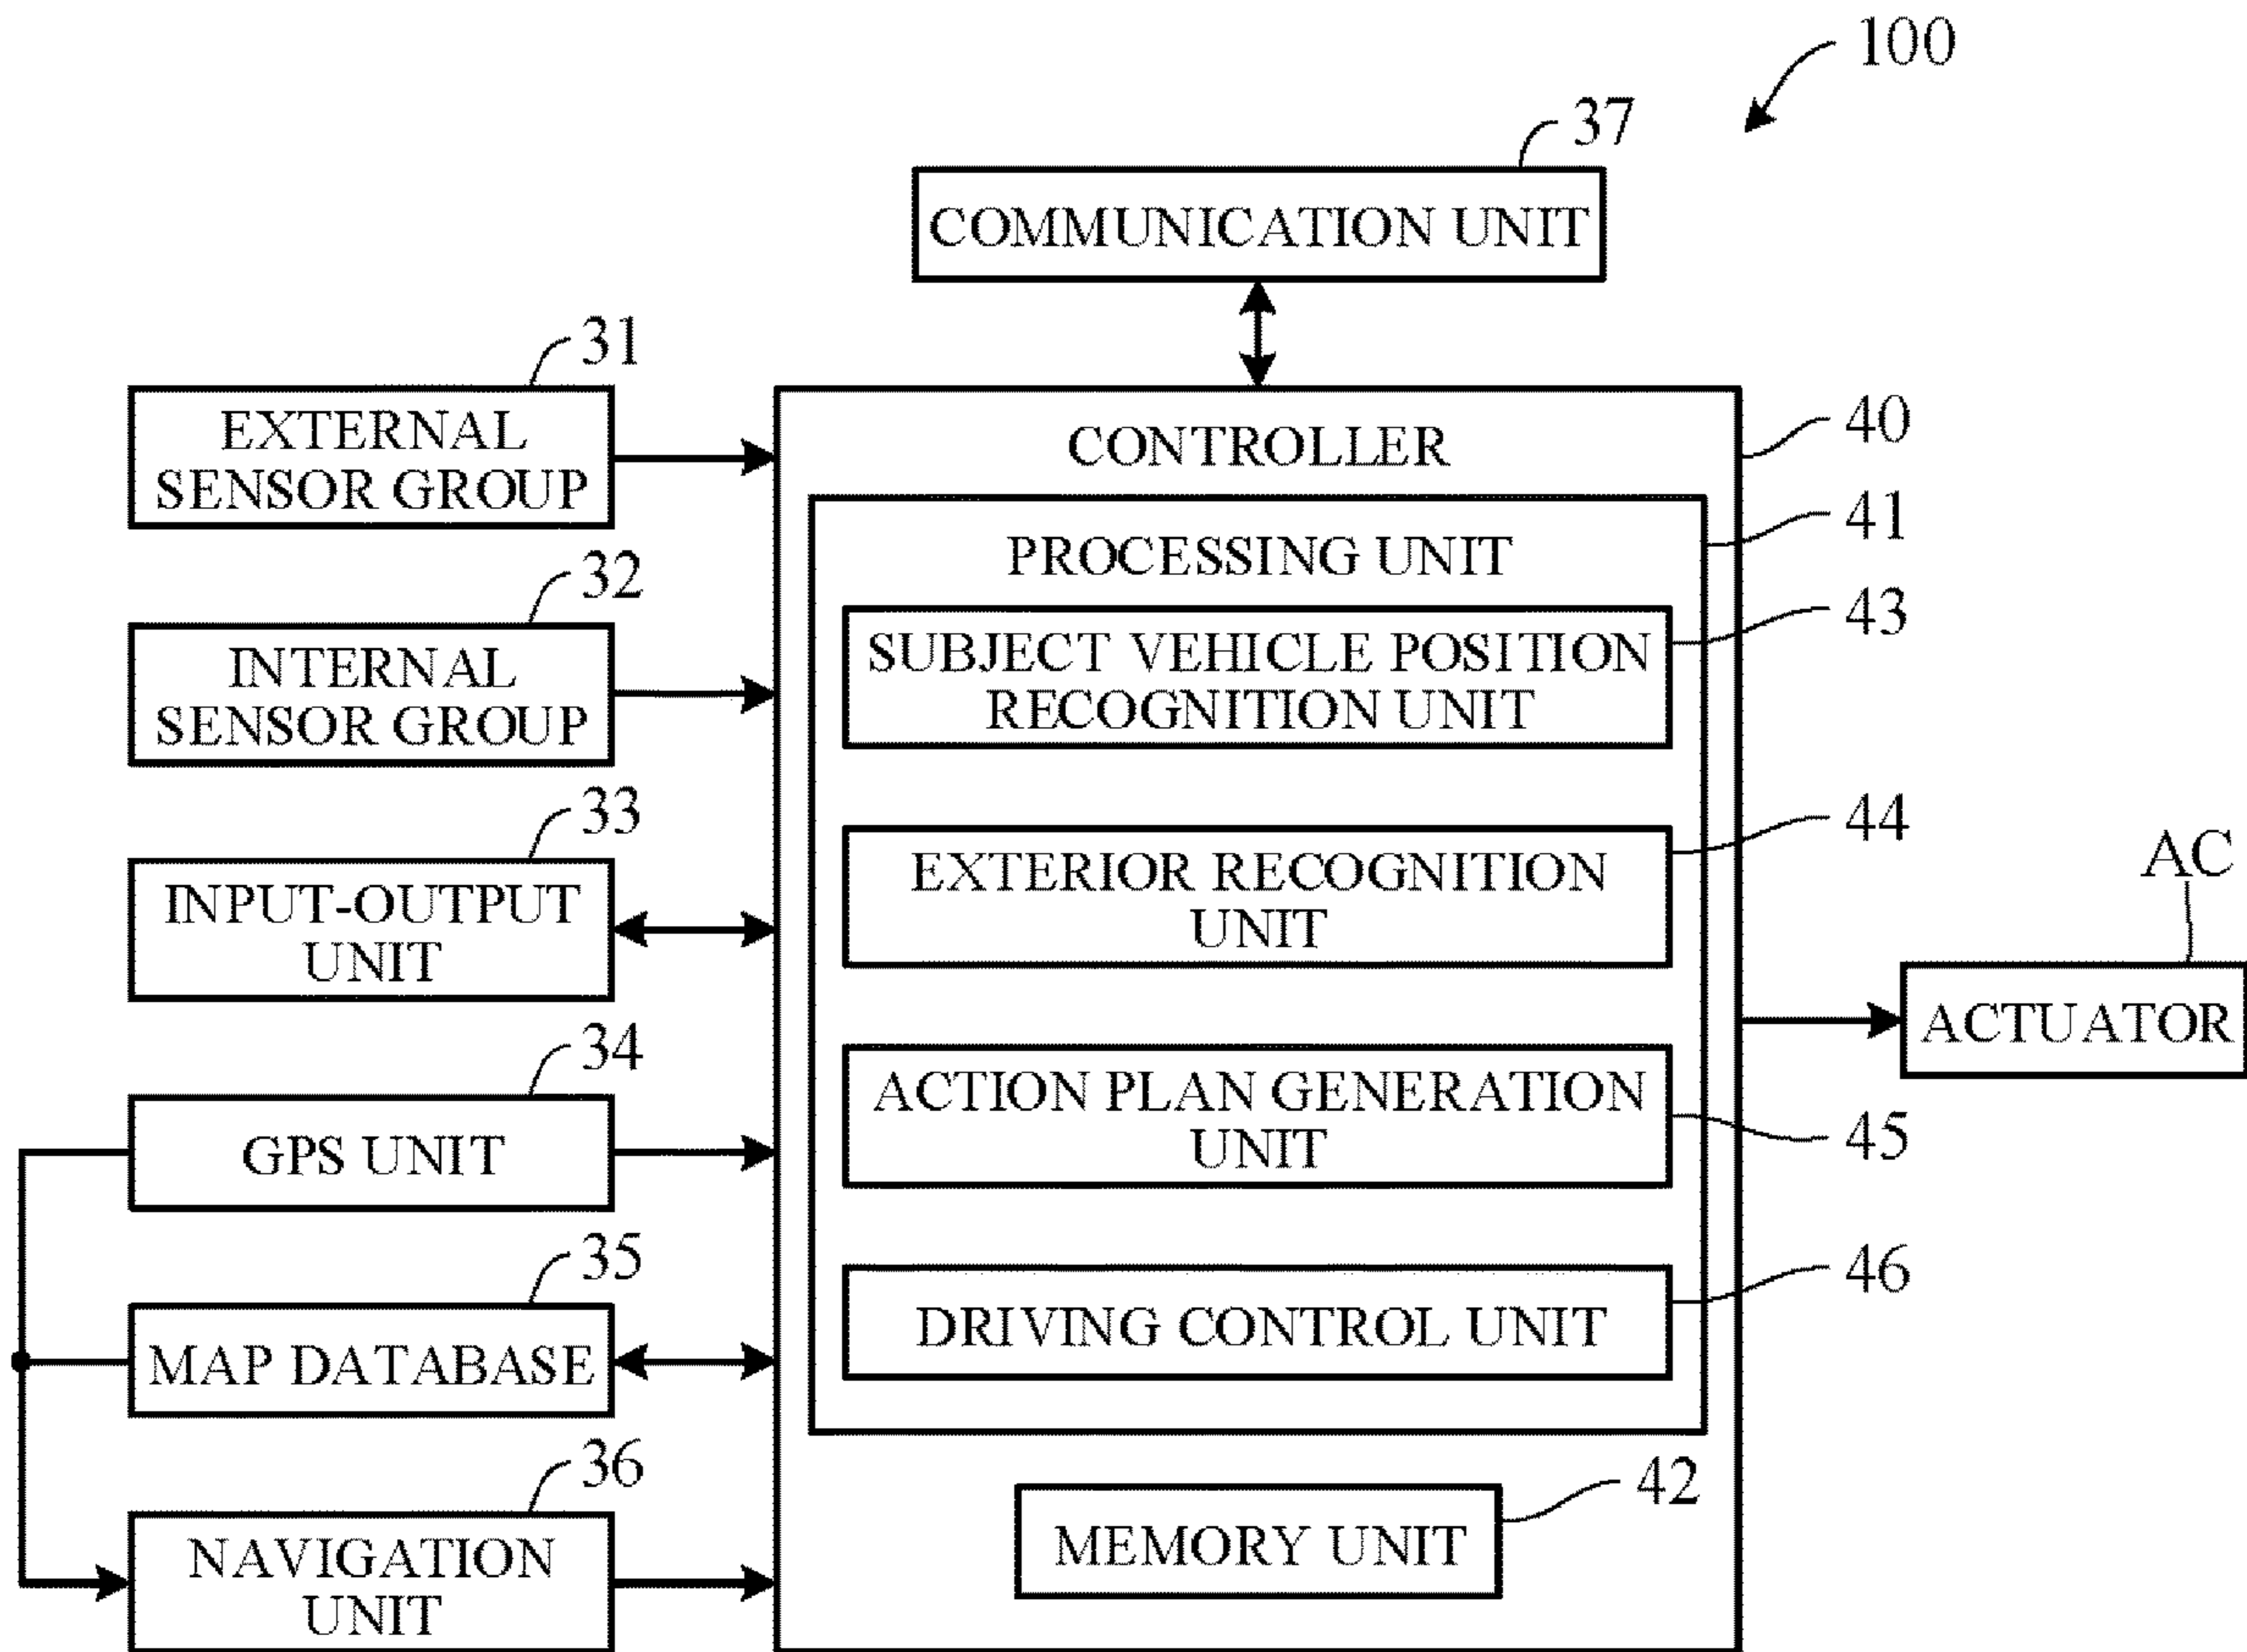 100
37
COMMUNICATION UNIT
31
EXTERNAL
SENSOR GROUP
32
INTERNAL
SENSOR GROUP
33
INPUT-OUTPUT
UNIT
34
GPS UNIT
35
MAP DATABASE
36
NAVIGATION
UNIT
CONTROLLER
40
PROCESSING UNIT
41
SUBJECT VEHICLE POSITION
RECOGNITION UNIT
43
EXTERIOR RECOGNITION
UNIT
44
ACTION PLAN GENERATION
UNIT
45
DRIVING CONTROL UNIT
46
MEMORY UNIT
42
AC
ACTUATOR